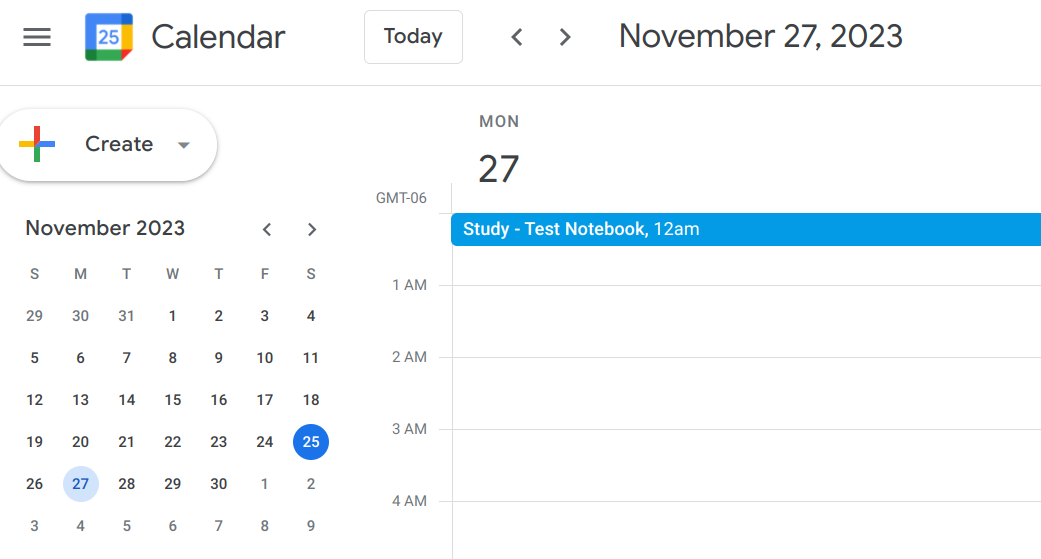 25 Calendar Today November 27, 2023
Create
November 2023
S M T W T F S
29 30 31 1 2 3 4
5 6 7 8 9 10 11
12 13 14 15 16 17 18
19 20 21 22 23 24 25
26 27 28 29 30 1 2
3 4 5 6 7 8 9
MON
27
GMT-06
Study - Test Notebook, 12am
1 AM
2 AM
3 AM
4 AM